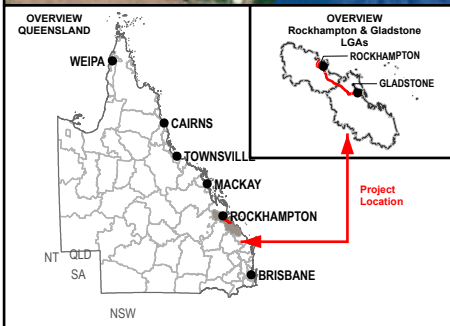 OVERVIEW
QUEENSLAND
WEIPA
CAIRNS
TOWNSVILLE
MACKAY
ROCKHAMPTON
BRISBANE
NT
QLD
SA
NSW
OVERVIEW
Rockhampton & Gladstone
LGAs
ROCKHAMPTON
GLADSTONE
Project
Location